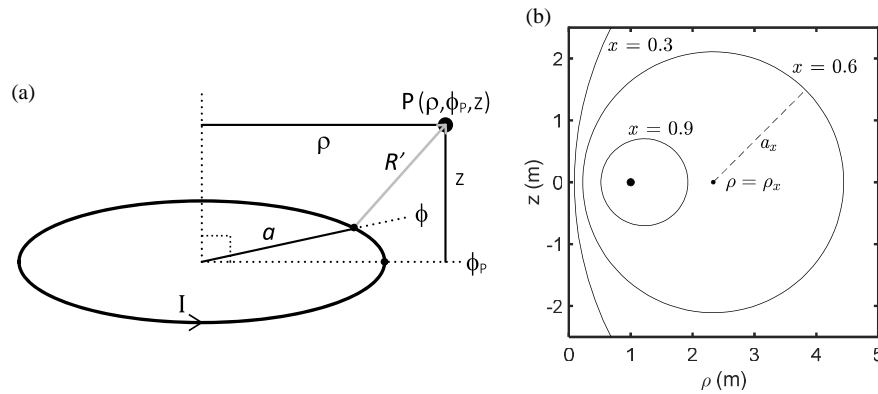 (a)
P (ρ,ϕP,z)
ρ
R'
z
a
ϕ
ϕP
I
(b)
x = 0.3
x = 0.6
x = 0.9
ax
ρ = ρx
z (m)
2
1
0
-1
-2
0 1 2 3 4 5
ρ (m)